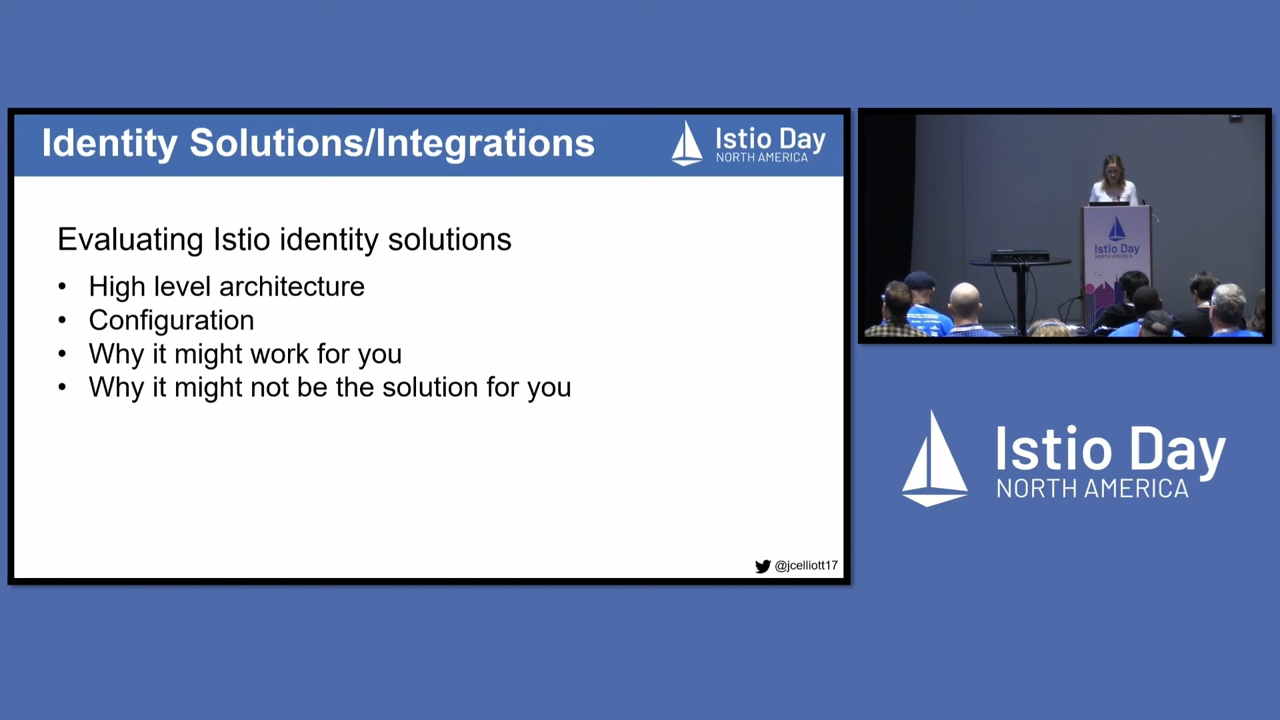 Identity Solutions/Integrations
Istio Day
NORTH AMERICA
Evaluating Istio identity solutions
• High level architecture
• Configuration
• Why it might work for you
• Why it might not be the solution for you
@jcelliott17
Istio Day
NORTH AMERICA
Istio Day
NORTH AMERICA